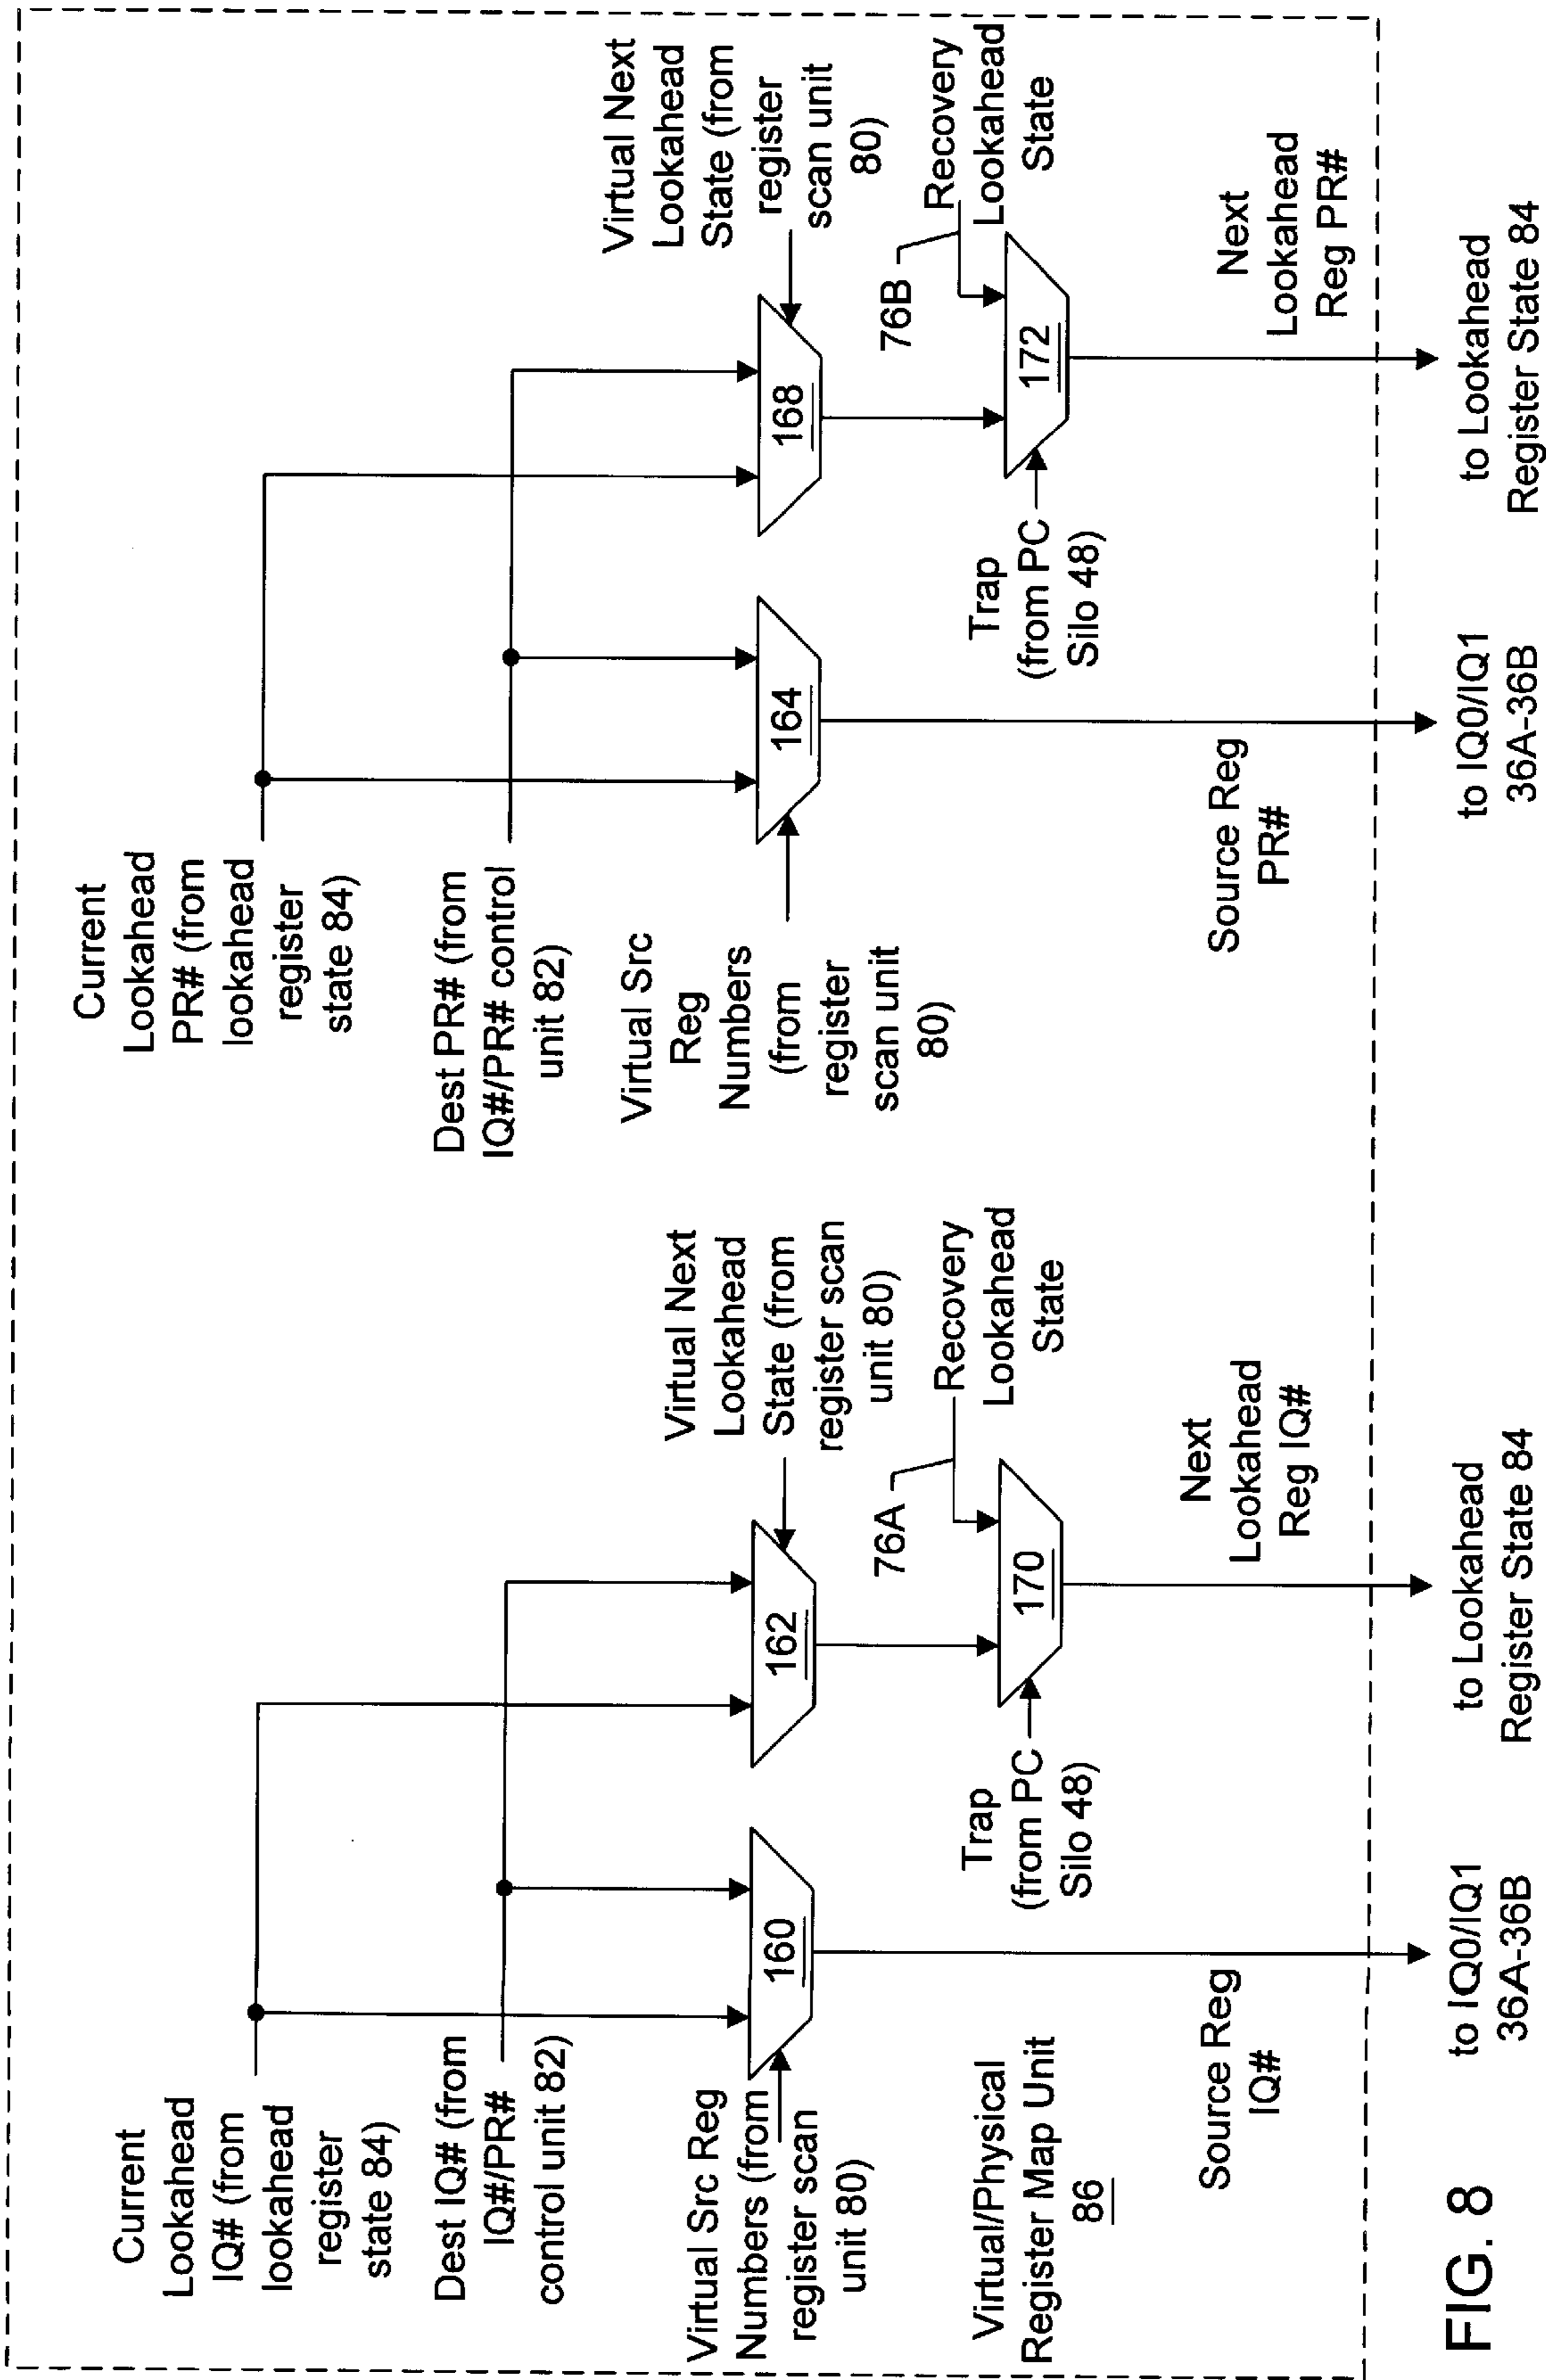 Current
Lookahead
IQ# (from
lookahead
register
state 84)
Dest IQ# (from
IQ#/PR#
control unit 82)
Virtual Src Reg
Numbers (from
register scan
unit 80)
160
162
Virtual Next
Lookahead
State (from
register scan
unit 80)
76A
Recovery
Lookahead
State
Trap
(from PC
Silo 48)
170
Virtual/Physical
Register Map Unit
86
Source Reg
IQ#
Next
Lookahead
Reg IQ#
to IQ0/IQ1
36A-36B
to Lookahead
Register State 84
Current
Lookahead
PR# (from
lookahead
register
state 84)
Dest PR# (from
IQ#/PR# control
unit 82)
Virtual Src
Reg
Numbers
(from
register
scan unit
80)
164
168
Virtual Next
Lookahead
State (from
register
scan unit
80)
76B
Recovery
Lookahead
State
Trap
(from PC
Silo 48)
172
Source Reg
PR#
Next
Lookahead
Reg PR#
to IQ0/IQ1
36A-36B
to Lookahead
Register State 84
FIG. 8